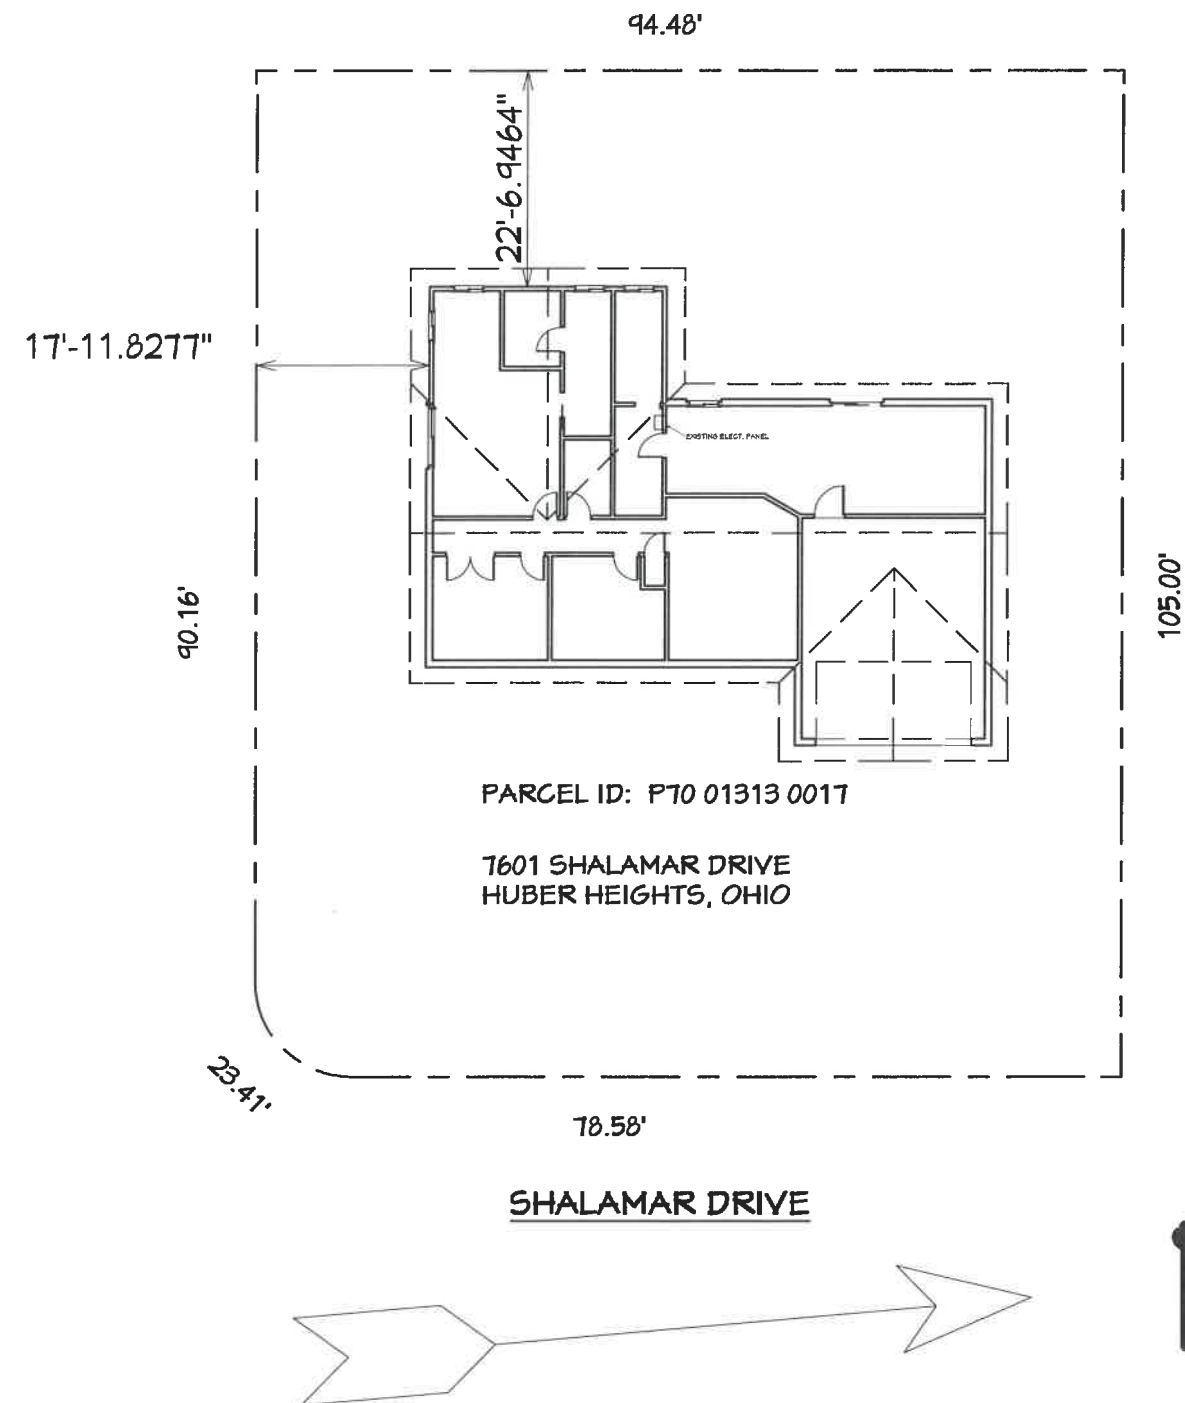 94.48'
22'-6.9464"
17'-11.8277"
EXISTING ELECT. PANEL
90.16'
105.00'
PARCEL ID: P70 01313 0017
7601 SHALAMAR DRIVE
HUBER HEIGHTS, OHIO
23.41'
78.58'
SHALAMAR DRIVE